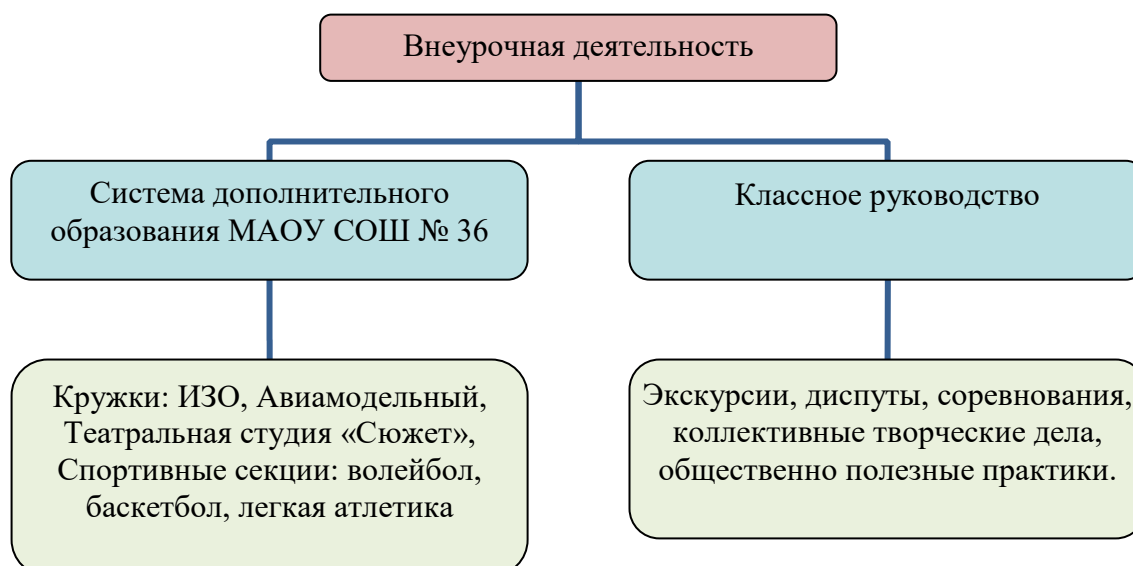 Внеурочная деятельность
Система дополнительного
образования МАОУ СОШ № 36
Классное руководство
Кружки: ИЗО, Авиамодельный,
Театральная студия «Сюжет»,
Спортивные секции: волейбол,
баскетбол, легкая атлетика
Экскурсии, диспуты, соревнования,
коллективные творческие дела,
общественно полезные практики.